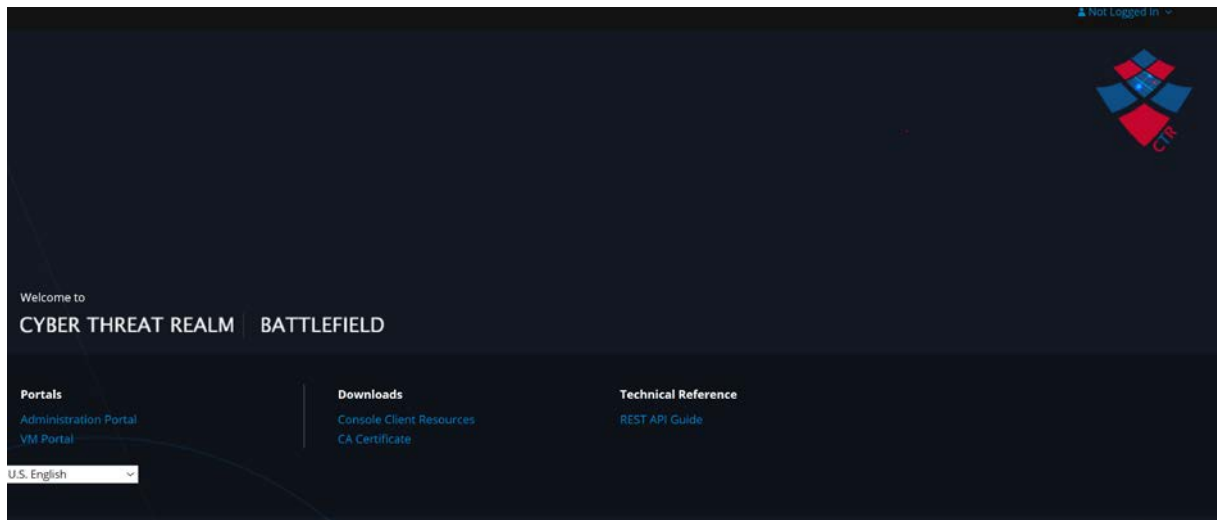 Not Logged In
CTR
Welcome to
CYBER THREAT REALM BATTLEFIELD
Portals
Administration Portal
VM Portal
Downloads
Console Client Resources
CA Certificate
Technical Reference
REST API Guide
U.S. English